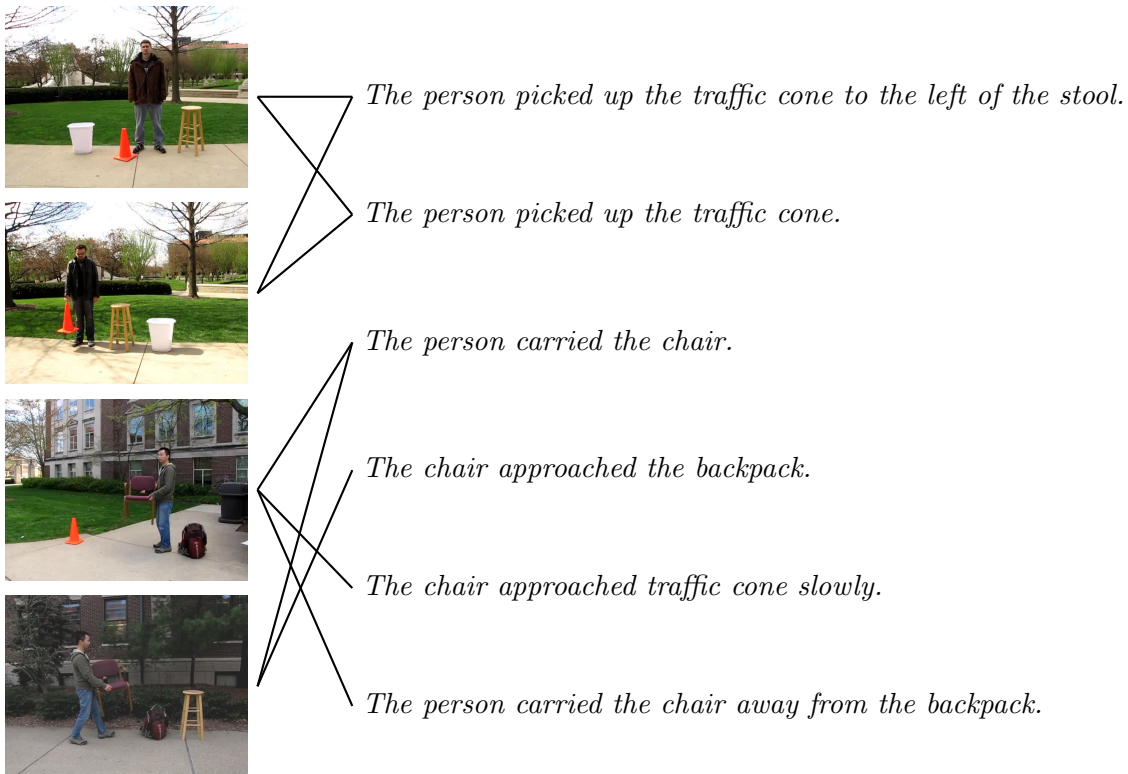 The person picked up the traffic cone to the left of the stool.
The person picked up the traffic cone.
The person carried the chair.
The chair approached the backpack.
The chair approached traffic cone slowly.
The person carried the chair away from the backpack.